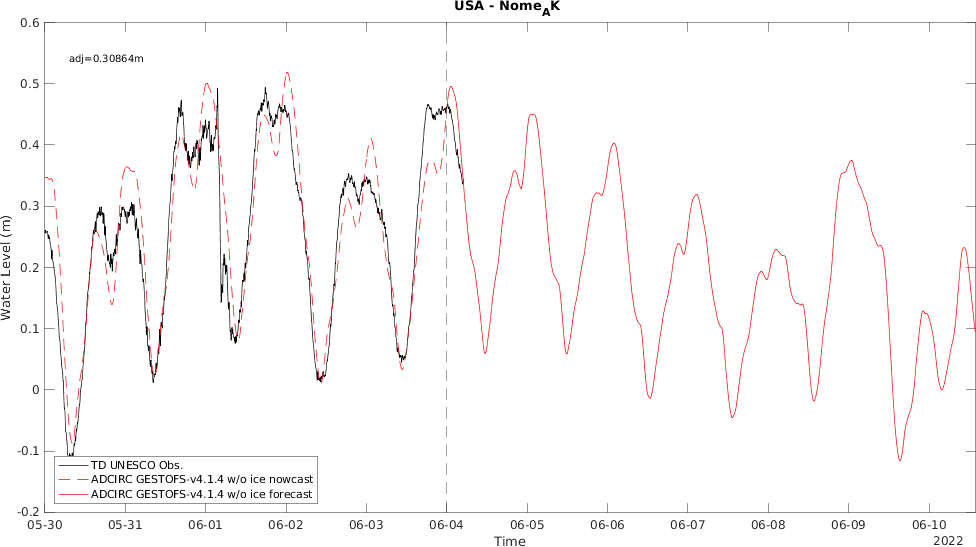 USA - Nome_AK
adj=0.30864m
0.6
0.5
0.4
0.3
0.2
0.1
0
-0.1
-0.2
Water Level (m)
TD UNESCO Obs.
ADCIRC GESTOFS-v4.1.4 w/o ice nowcast
ADCIRC GESTOFS-v4.1.4 w/o ice forecast
05-30 05-31 06-01 06-02 06-03 06-04 06-05 06-06 06-07 06-08 06-09 06-10
Time
2022